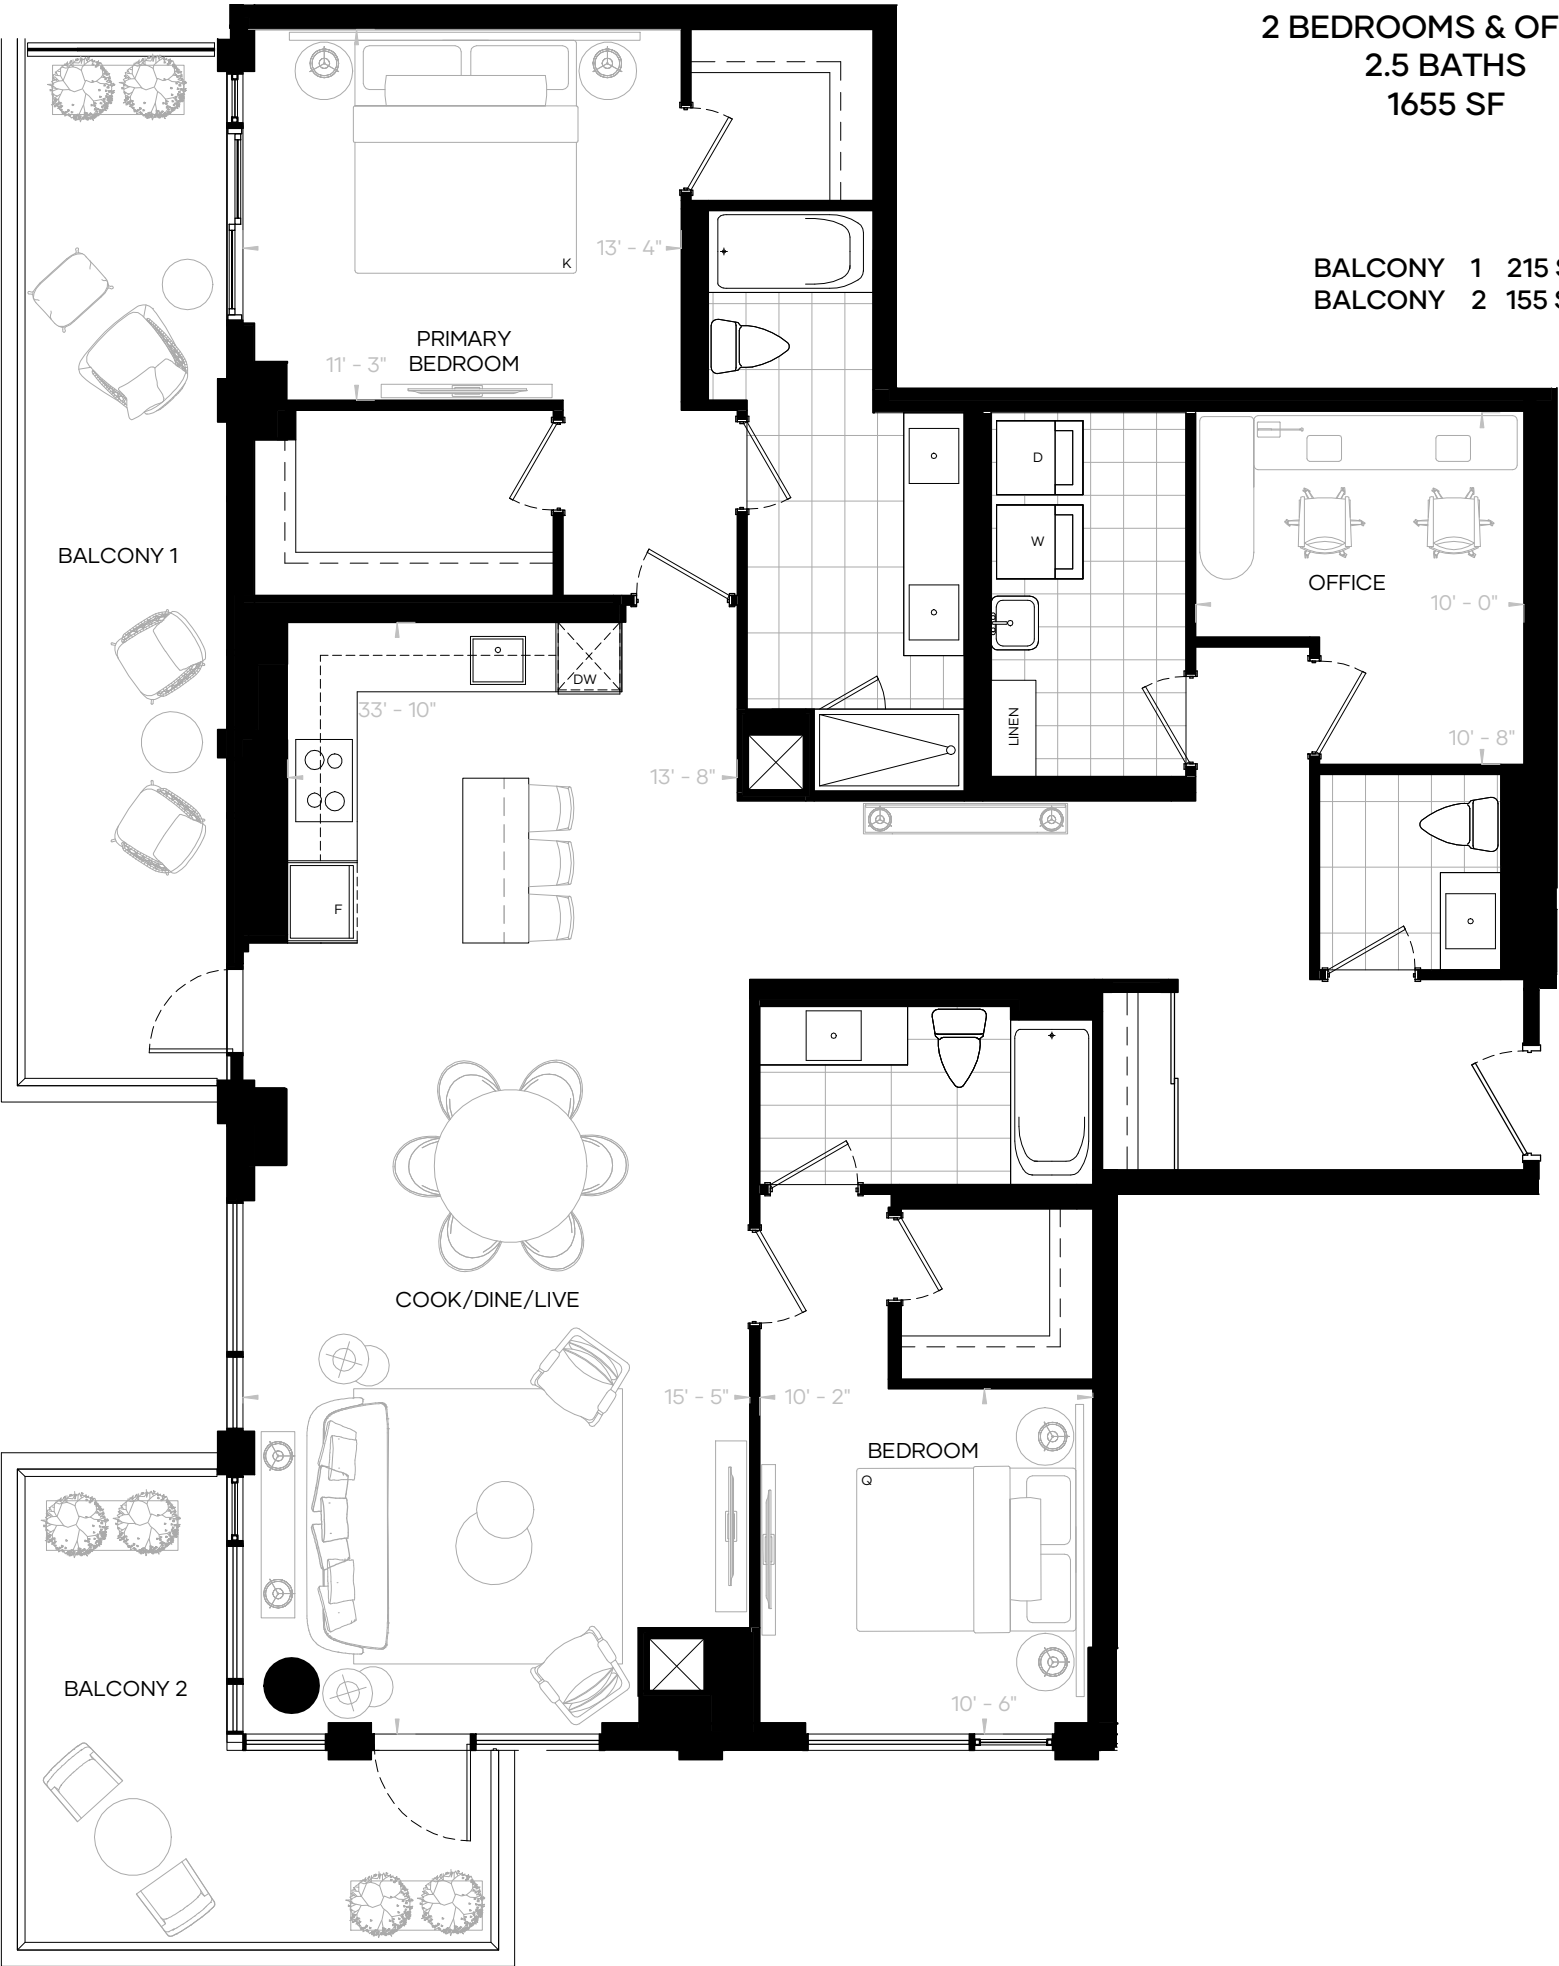 2 BEDROOMS & OF
2.5 BATHS
1655 SF
BALCONY 1 215 S
BALCONY 2 155 S
13' - 4"
K
PRIMARY
BEDROOM
11' - 3"
D
W
BALCONY 1
OFFICE
10' - 0"
DW
33' - 10"
LINEN
13' - 8"
10' - 8"
F
COOK/DINE/LIVE
15' - 5"
10' - 2"
BEDROOM
Q
BALCONY 2
10' - 6"